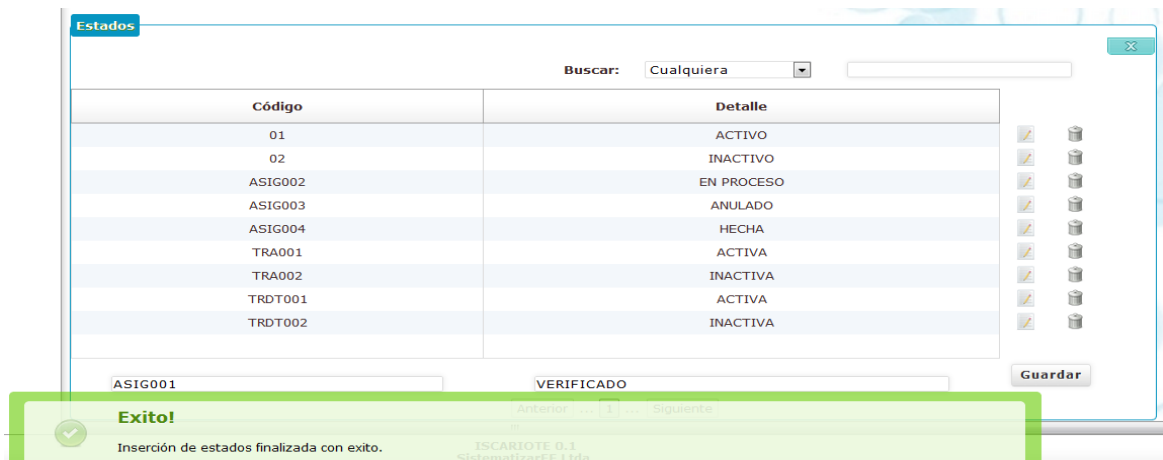 Estados
Buscar: Cualquiera
Código Detalle
01 ACTIVO
02 INACTIVO
ASIG002 EN PROCESO
ASIG003 ANULADO
ASIG004 HECHA
TRA001 ACTIVA
TRA002 INACTIVA
TRDT001 ACTIVA
TRDT002 INACTIVA
Guardar
ASIG001 VERIFICADO
Anterior ... 1 ... Siguiente
...
Exito!
Inserción de estados finalizada con exito.
ISCARIOTE 0.1
SistematizarEF Ltda